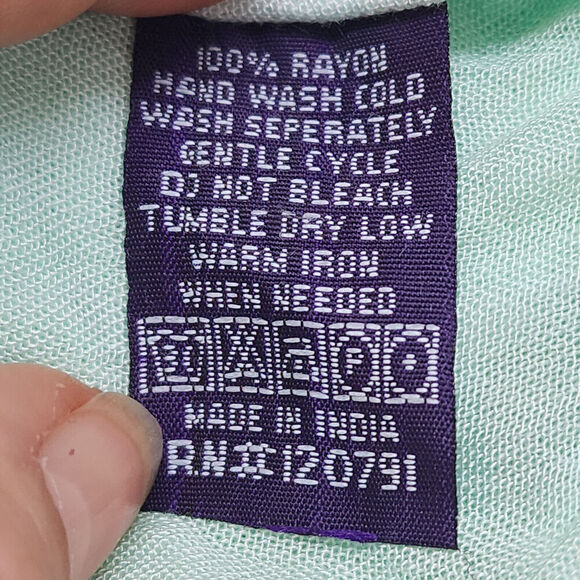 100% RAYON
HAND WASH COLD
WASH SEPERATELY
GENTLE CYCLE
DO NOT BLEACH
TUMBLE DRY LOW
WARM IRON
WHEN NEEDED
MADE IN INDIA
RN#120791